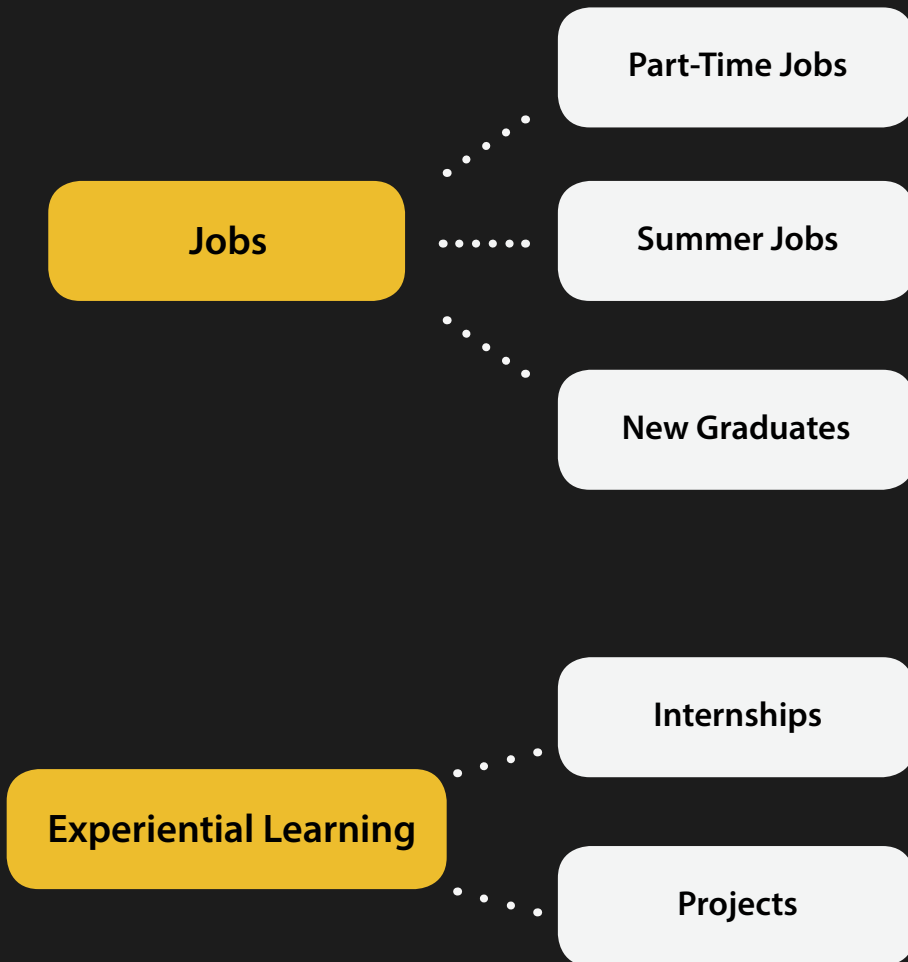 Part-Time Jobs
Jobs
Summer Jobs
New Graduates
Internships
Experiential Learning
Projects